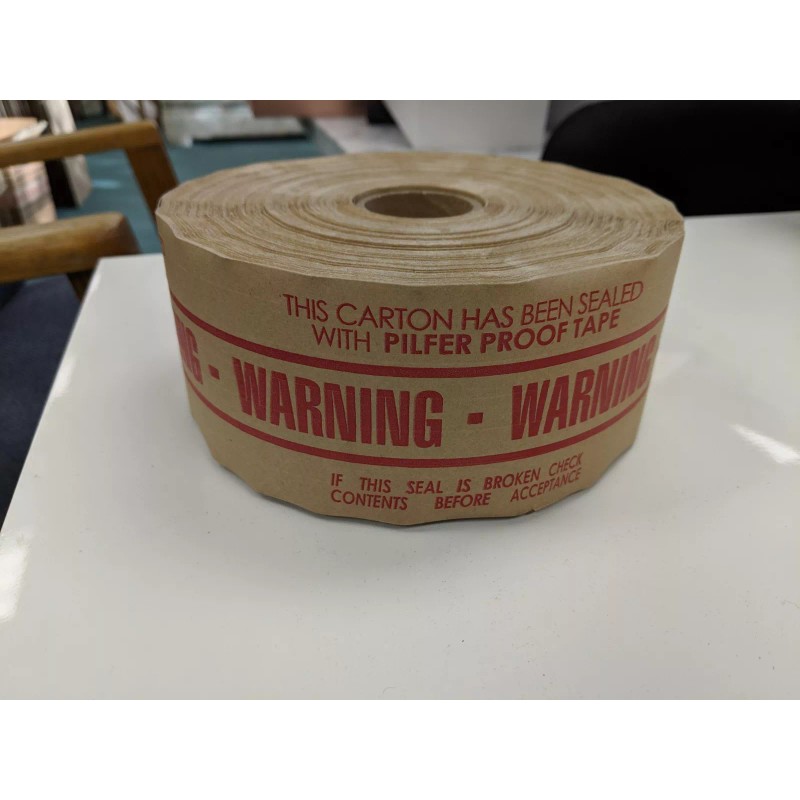 THIS CARTON HAS BEEN SEALED
WITH PILFER PROOF TAPE
NG - WARNING - WARNING
IF THIS SEAL IS BROKEN CHECK
CONTENTS BEFORE ACCEPTANCE